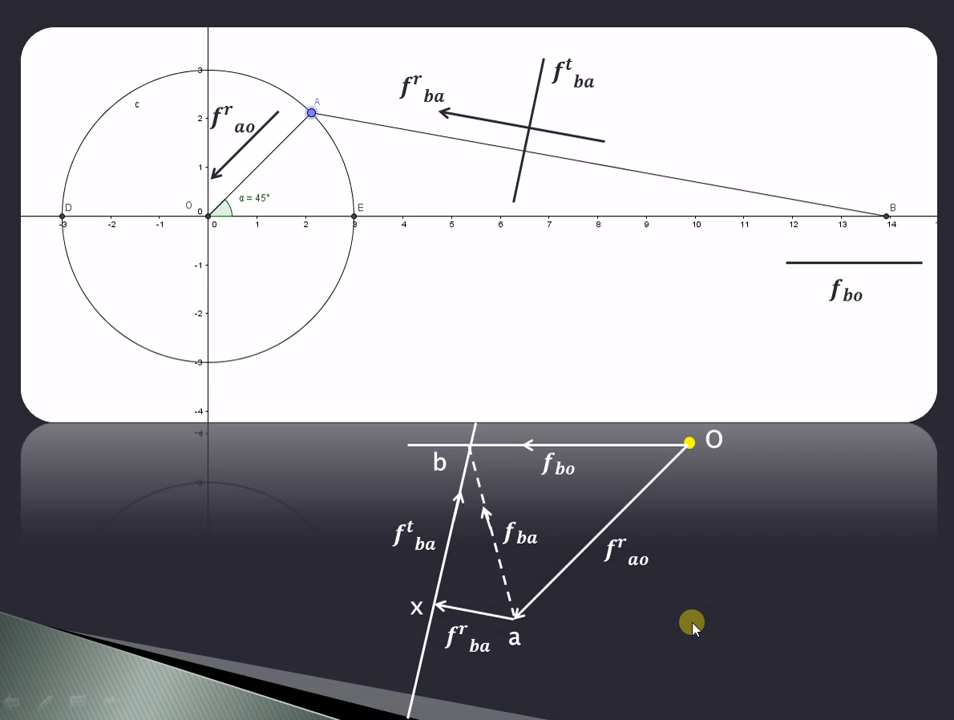 3
c
f^r_ba
f^t_ba
A
f^r_ao
2
1
α = 45°
D
O
0
E
B
-3 -2 -1 0 1 2 3 4 5 6 7 8 9 10 11 12 13 14
-1
f_bo
-2
-3
-4
O
b
f_bo
f^t_ba
f_ba
f^r_ao
x
f^r_ba
a